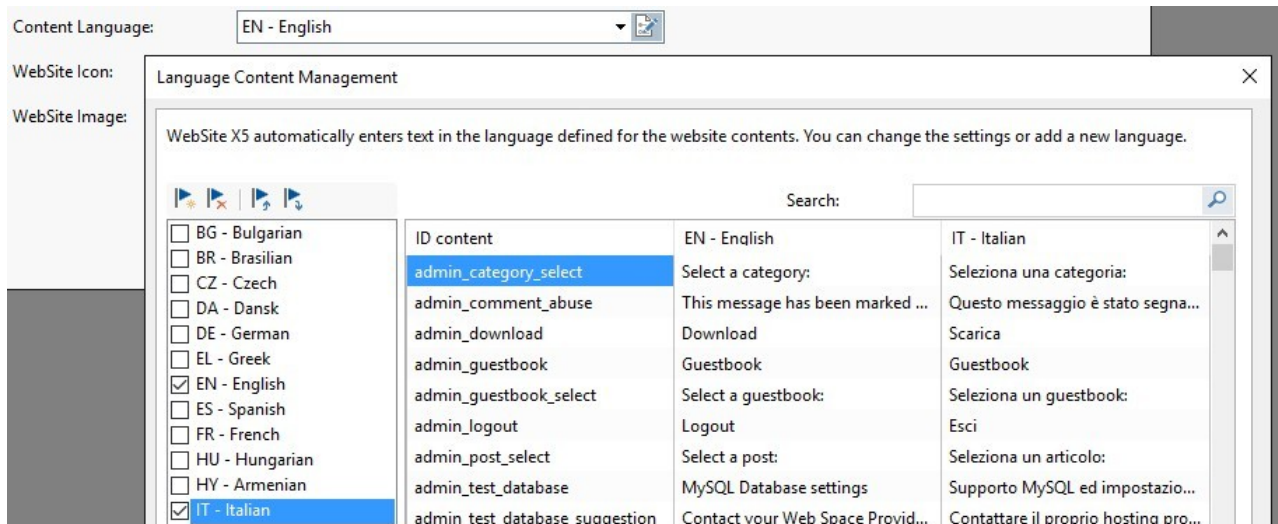 Content Language: EN - English
WebSite Icon:
WebSite Image:
Language Content Management
WebSite X5 automatically enters text in the language defined for the website contents. You can change the settings or add a new language.
Search:
BG - Bulgarian
BR - Brasilian
CZ - Czech
DA - Dansk
DE - German
EL - Greek
EN - English
ES - Spanish
FR - French
HU - Hungarian
HY - Armenian
IT - Italian
ID content EN - English IT - Italian
admin_category_select Select a category: Seleziona una categoria:
admin_comment_abuse This message has been marked ... Questo messaggio è stato segna...
admin_download Download Scarica
admin_guestbook Guestbook Guestbook
admin_guestbook_select Select a guestbook: Seleziona un guestbook:
admin_logout Logout Esci
admin_post_select Select a post: Seleziona un articolo:
admin_test_database MySQL Database settings Supporto MySQL ed impostazio...
admin_test_database_suggestion Contact your Web Space Provid... Contattare il proprio hosting pro...